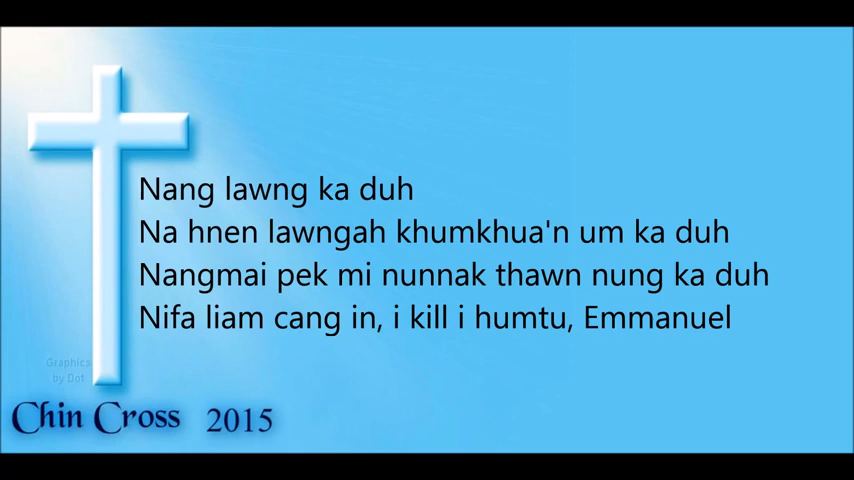 Nang lawng ka duh
Na hnen lawngah khumkhua'n um ka duh
Nangmai pek mi nunnak thawn nung ka duh
Nifa liam cang in, i kill i humtu, Emmanuel
Graphics
by Dot
Chin Cross 2015